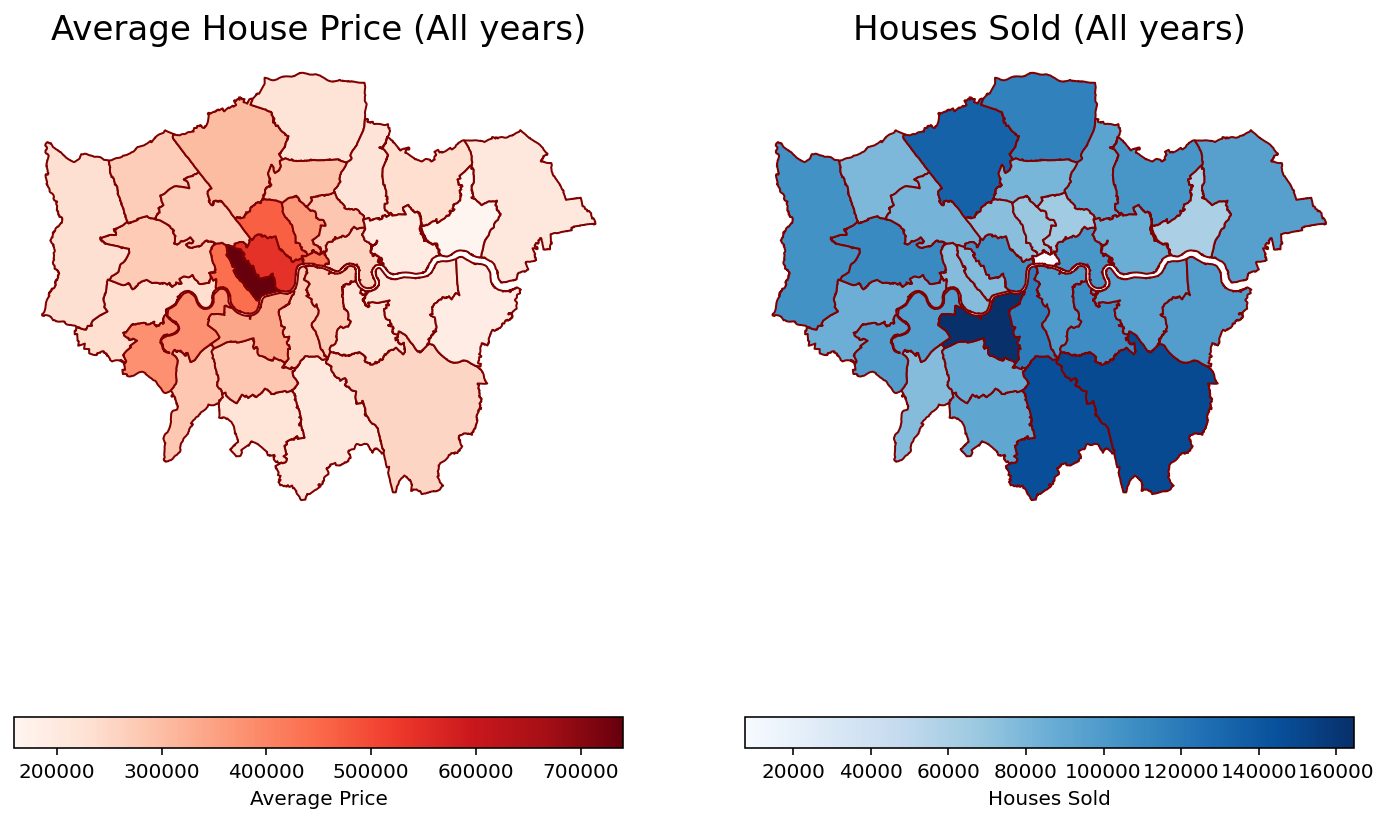 Average House Price (All years)
Houses Sold (All years)
200000 300000 400000 500000 600000 700000
Average Price
20000 40000 60000 80000 100000 120000 140000 160000
Houses Sold